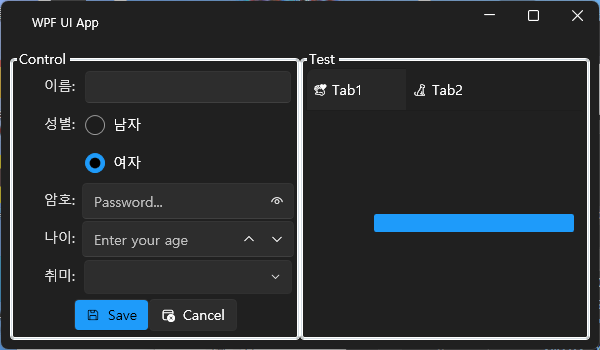 WPF UI App
Control
이름:
성별:
남자
여자
암호:
Password...
나이:
Enter your age
취미:
Save
Cancel
Test
Tab1
Tab2